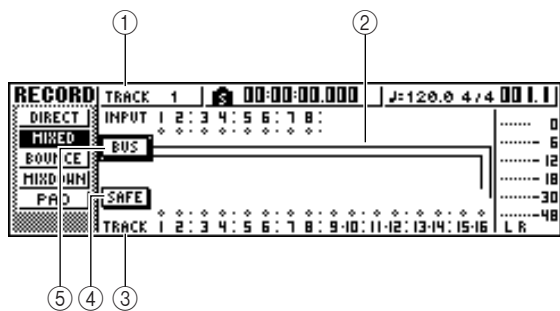 ① ②
RECORD TRACK 1 S 00:00:00.000 ♩=120.0 4/4 001.1
DIRECT INPUT 1 2 3 4 5 6 7 8 0
MIXED BUS 6
BOUNCE 12
MIXDOWN 18
PAD SAFE 30
48
TRACK 1 2 3 4 5 6 7 8 9·10 11·12 13·14 15·16 L R
⑤ ④ ③